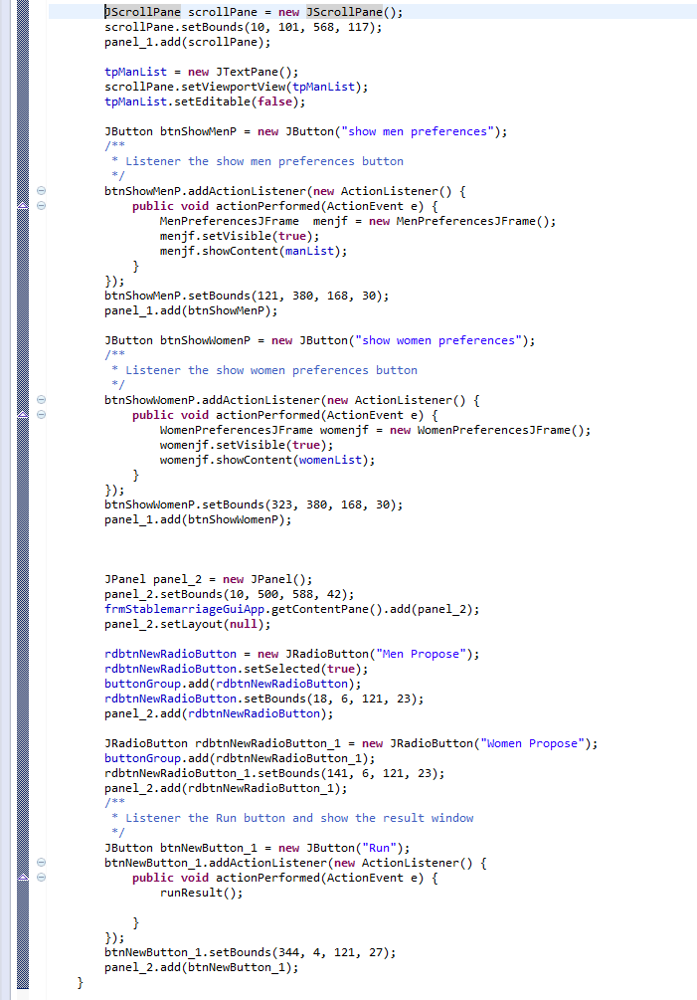 JScrollPane scrollPane = new JScrollPane();
scrollPane.setBounds(10, 101, 568, 117);
panel_1.add(scrollPane);

tpManList = new JTextPane();
scrollPane.setViewportView(tpManList);
tpManList.setEditable(false);

JButton btnShowMenP = new JButton("show men preferences");
/**
 * Listener the show men preferences button
 */
btnShowMenP.addActionListener(new ActionListener() {
    public void actionPerformed(ActionEvent e) {
        MenPreferencesJFrame  menjf = new MenPreferencesJFrame();
        menjf.setVisible(true);
        menjf.showContent(manList);
    }
});
btnShowMenP.setBounds(121, 380, 168, 30);
panel_1.add(btnShowMenP);

JButton btnShowWomenP = new JButton("show women preferences");
/**
 * Listener the show women preferences button
 */
btnShowWomenP.addActionListener(new ActionListener() {
    public void actionPerformed(ActionEvent e) {
        WomenPreferencesJFrame womenjf = new WomenPreferencesJFrame();
        womenjf.setVisible(true);
        womenjf.showContent(womenList);
    }
});
btnShowWomenP.setBounds(323, 380, 168, 30);
panel_1.add(btnShowWomenP);

JPanel panel_2 = new JPanel();
panel_2.setBounds(10, 500, 588, 42);
frmStablemarriageGuiApp.getContentPane().add(panel_2);
panel_2.setLayout(null);

rdbtnNewRadioButton = new JRadioButton("Men Propose");
rdbtnNewRadioButton.setSelected(true);
buttonGroup.add(rdbtnNewRadioButton);
rdbtnNewRadioButton.setBounds(18, 6, 121, 23);
panel_2.add(rdbtnNewRadioButton);

JRadioButton rdbtnNewRadioButton_1 = new JRadioButton("Women Propose");
buttonGroup.add(rdbtnNewRadioButton_1);
rdbtnNewRadioButton_1.setBounds(141, 6, 121, 23);
panel_2.add(rdbtnNewRadioButton_1);
/**
 * Listener the Run button and show the result window
 */
JButton btnNewButton_1 = new JButton("Run");
btnNewButton_1.addActionListener(new ActionListener() {
    public void actionPerformed(ActionEvent e) {
        runResult();

    }
});
btnNewButton_1.setBounds(344, 4, 121, 27);
panel_2.add(btnNewButton_1);
}